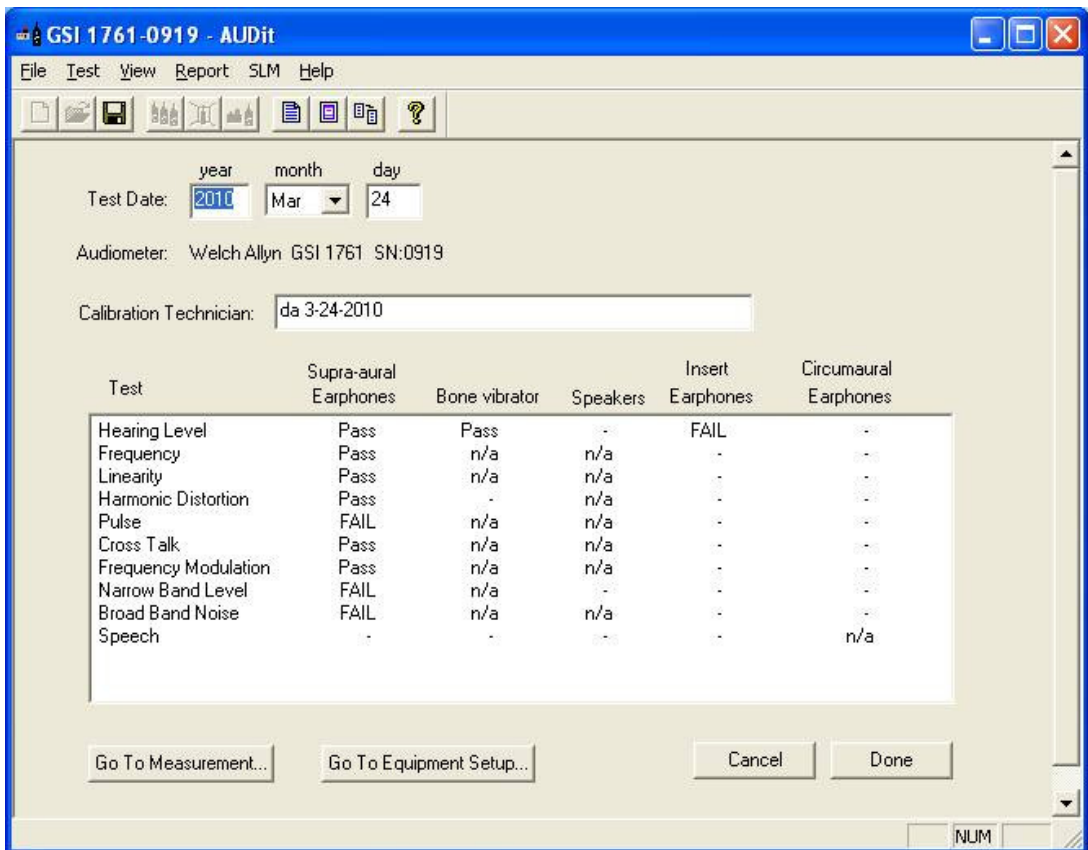 GSI 1761-0919 - AUDit
File Test View Report SLM Help
year month day
Test Date: 2010 Mar 24
Audiometer: Welch Allyn GSI 1761 SN:0919
Calibration Technician: da 3-24-2010
Supra-aural Insert Circumaural
Test Earphones Bone vibrator Speakers Earphones Earphones
Hearing Level Pass Pass - FAIL -
Frequency Pass n/a n/a - -
Linearity Pass n/a n/a - -
Harmonic Distortion Pass - n/a - -
Pulse FAIL n/a n/a - -
Cross Talk Pass n/a n/a - -
Frequency Modulation Pass n/a n/a - -
Narrow Band Level FAIL n/a - - -
Broad Band Noise FAIL n/a n/a - -
Speech - - - - n/a
Go To Measurement... Go To Equipment Setup... Cancel Done
NUM